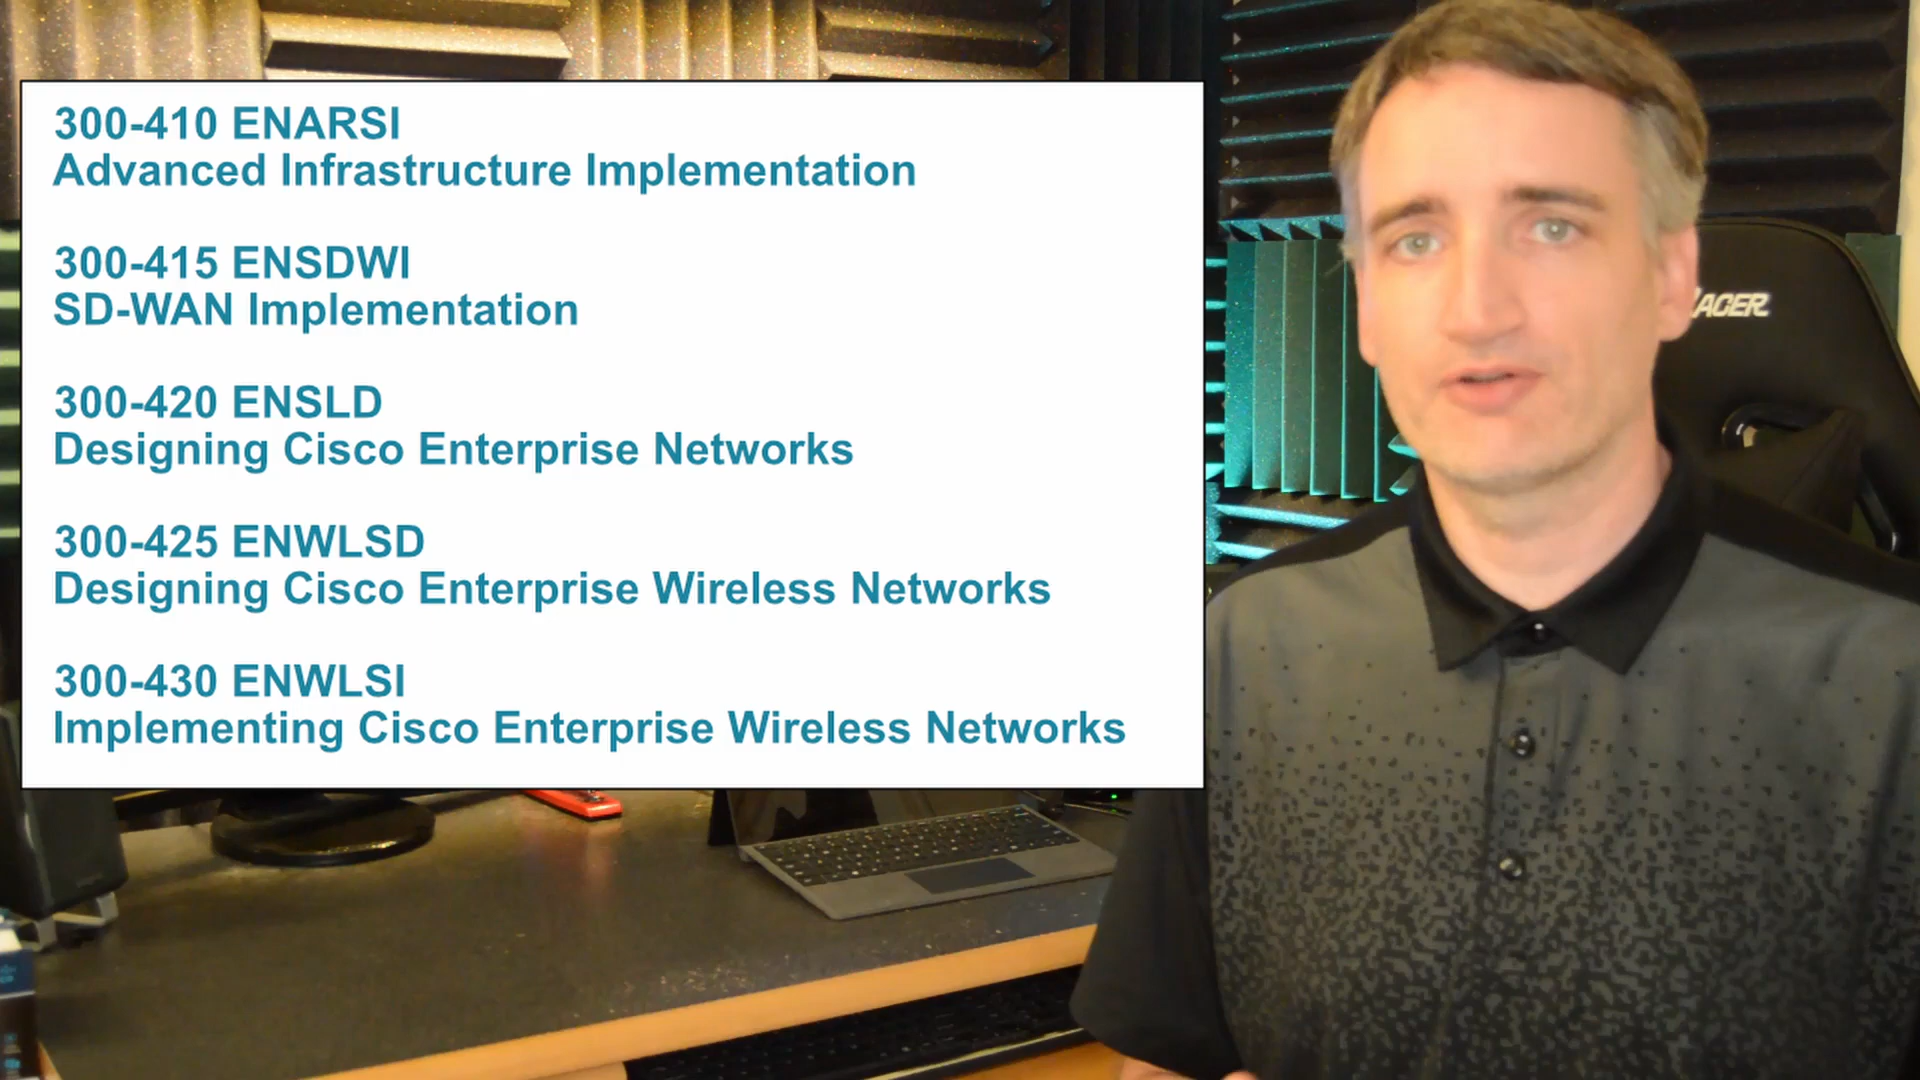 300-410 ENARSI
Advanced Infrastructure Implementation
300-415 ENSDWI
SD-WAN Implementation
300-420 ENSLD
Designing Cisco Enterprise Networks
300-425 ENWLSD
Designing Cisco Enterprise Wireless Networks
300-430 ENWLSI
Implementing Cisco Enterprise Wireless Networks
RACER